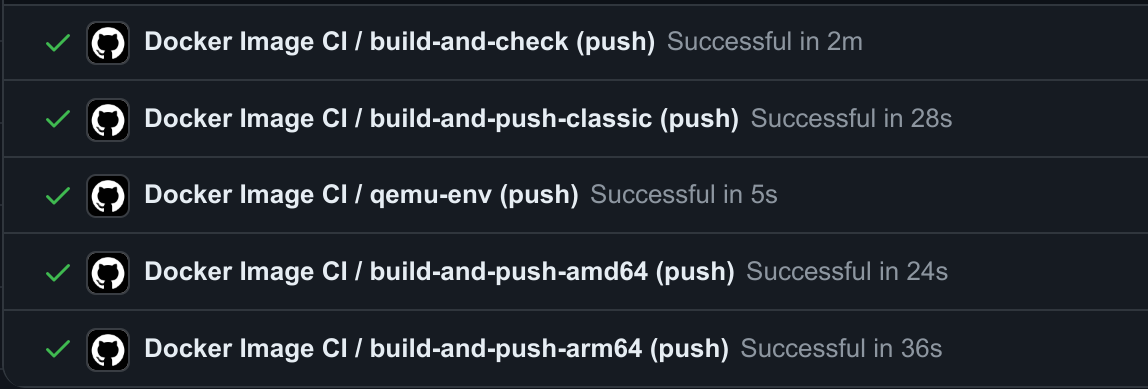 Docker Image CI / build-and-check (push) Successful in 2m
Docker Image CI / build-and-push-classic (push) Successful in 28s
Docker Image CI / qemu-env (push) Successful in 5s
Docker Image CI / build-and-push-amd64 (push) Successful in 24s
Docker Image CI / build-and-push-arm64 (push) Successful in 36s